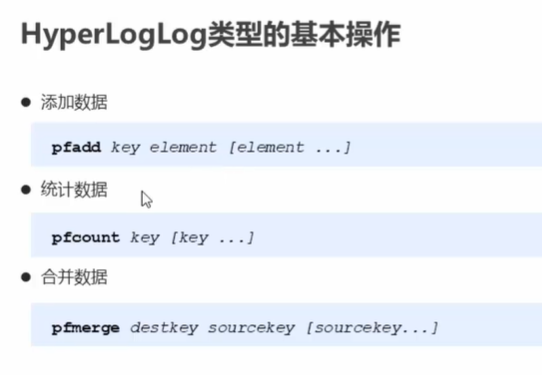 HyperLogLog类型的基本操作
● 添加数据
pfadd key element [element ...]
● 统计数据
pfcount key [key ...]
● 合并数据
pfmerge destkey sourcekey [sourcekey...]